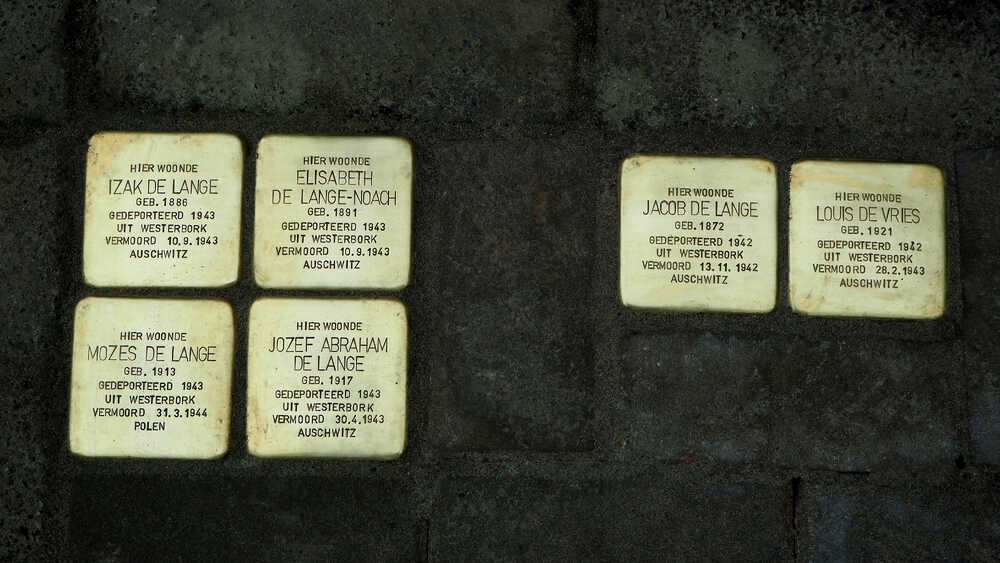 HIER WOONDE
IZAK DE LANGE
GEB. 1886
GEDEPORTEERD 1943
UIT WESTERBORK
VERMOORD 10.9.1943
AUSCHWITZ
HIER WOONDE
ELISABETH
DE LANGE-NOACH
GEB. 1891
GEDEPORTEERD 1943
UIT WESTERBORK
VERMOORD 10.9.1943
AUSCHWITZ
HIER WOONDE
MOZES DE LANGE
GEB. 1913
GEDEPORTEERD 1943
UIT WESTERBORK
VERMOORD 31.3.1944
POLEN
HIER WOONDE
JOZEF ABRAHAM
DE LANGE
GEB. 1917
GEDEPORTEERD 1943
UIT WESTERBORK
VERMOORD 30.4.1943
AUSCHWITZ
HIER WOONDE
JACOB DE LANGE
GEB. 1872
GEDEPORTEERD 1942
UIT WESTERBORK
VERMOORD 13.11.1942
AUSCHWITZ
HIER WOONDE
LOUIS DE VRIES
GEB. 1921
GEDEPORTEERD 1942
UIT WESTERBORK
VERMOORD 28.2.1943
AUSCHWITZ